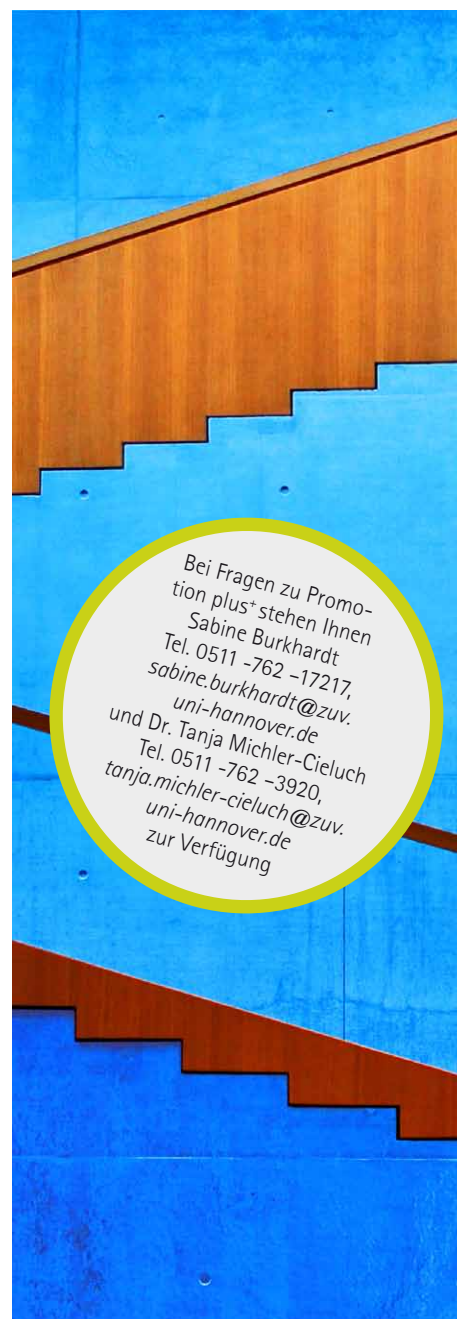 Bei Fragen zu Promo-
tion plus⁺ stehen Ihnen
Sabine Burkhardt
Tel. 0511 -762 -17217,
sabine.burkhardt@zuv.
uni-hannover.de
und Dr. Tanja Michler-Cieluch
Tel. 0511 -762 -3920,
tanja.michler-cieluch@zuv.
uni-hannover.de
zur Verfügung